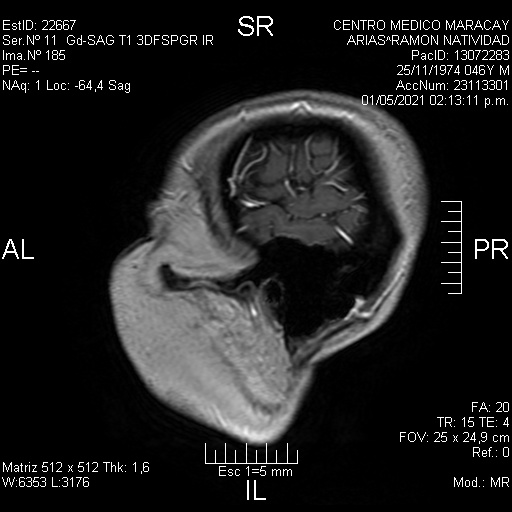 EstID: 22667
Ser.Nº 11 Gd-SAG T1 3DFSPGR IR
Ima.Nº 185
PE= --
NAq: 1 Loc: -64,4 Sag
SR
CENTRO MEDICO MARACAY
ARIAS^RAMON NATIVIDAD
PacID: 13072283
25/11/1974 046Y M
AccNum: 23113301
01/05/2021 02:13:11 p.m.
AL
PR
FA: 20
TR: 15 TE: 4
FOV: 25 x 24,9 cm
Ref.: 0
Mod.: MR
Matriz 512 x 512 Thk: 1,6
W:6353 L:3176
Esc 1=5 mm
IL